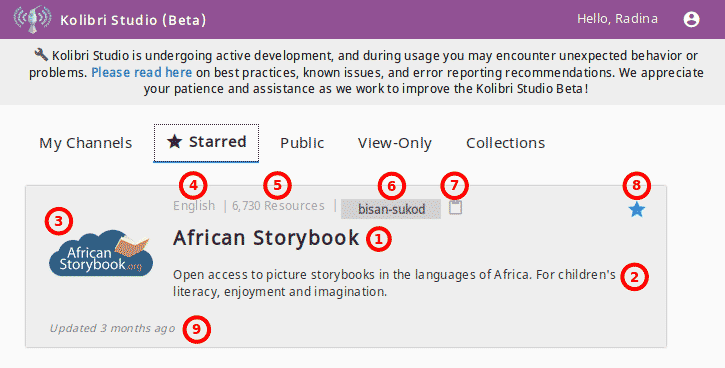 Kolibri Studio (Beta)
Hello, Radina
Kolibri Studio is undergoing active development, and during usage you may encounter unexpected behavior or
problems. Please read here on best practices, known issues, and error reporting recommendations. We appreciate
your patience and assistance as we work to improve the Kolibri Studio Beta!
My Channels Starred Public View-Only Collections
4 5 6 7 8
English | 6,730 Resources | bisan-sukod
3
African Storybook 1
African
Storybook.org
Open access to picture storybooks in the languages of Africa. For children's 2
literacy, enjoyment and imagination.
Updated 3 months ago 9